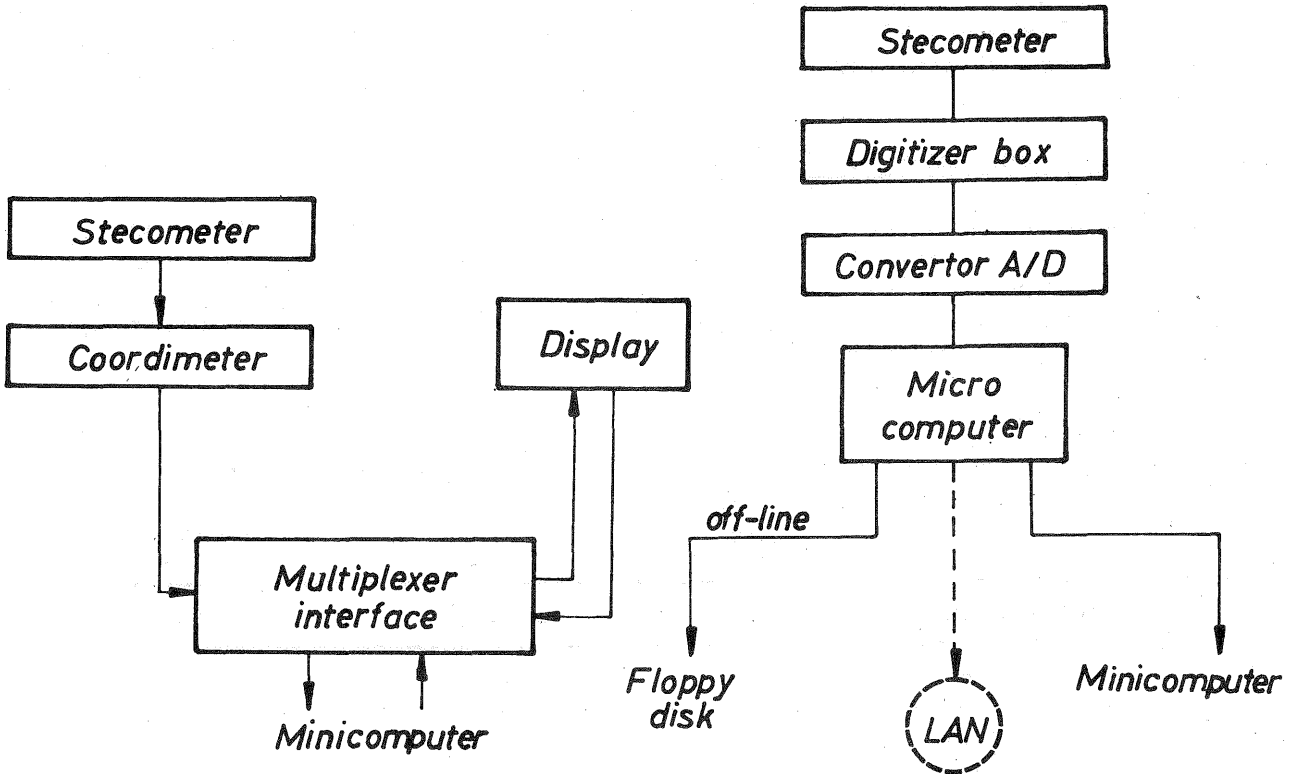 Stecometer
Coordimeter
Display
Multiplexer
interface
Minicomputer
Stecometer
Digitizer box
Convertor A/D
Micro
computer
off-line
Floppy
disk
LAN
Minicomputer